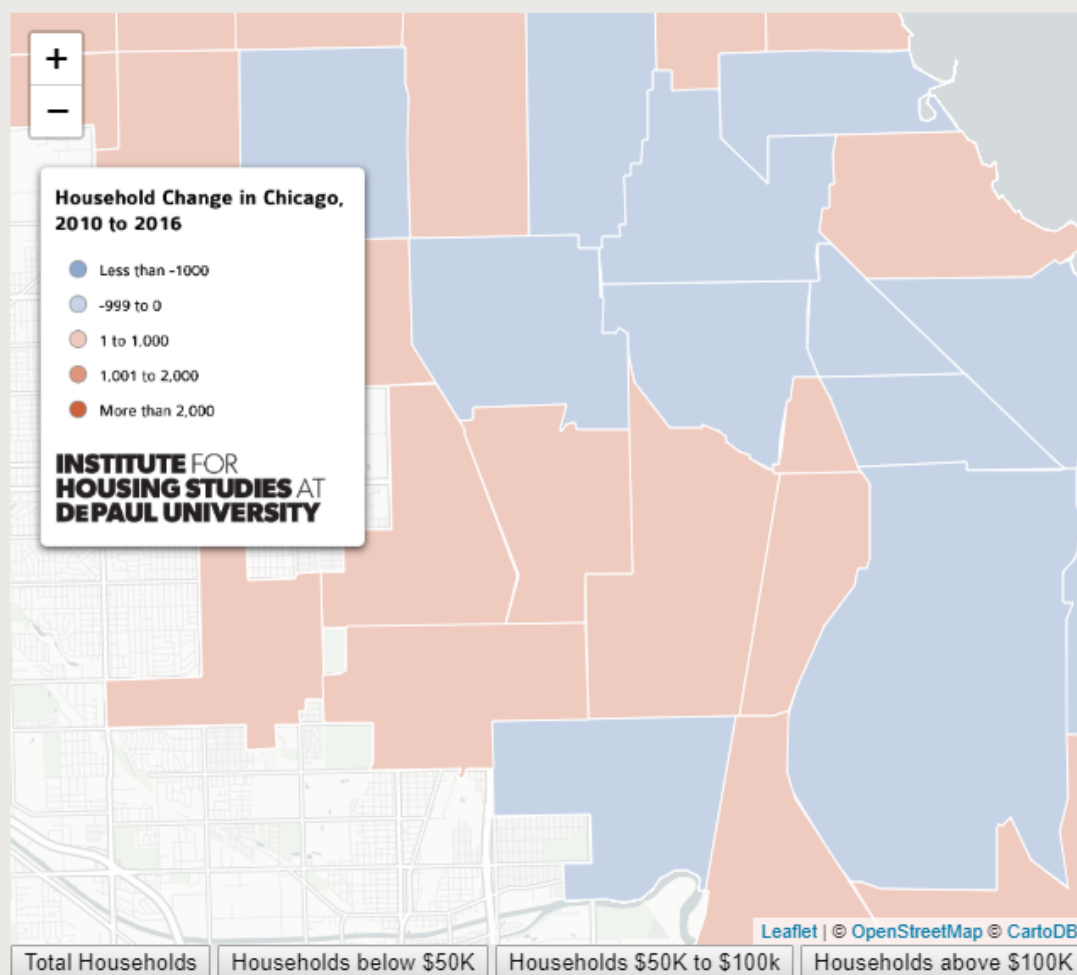 +
−
Household Change in Chicago,
2010 to 2016
Less than -1000
-999 to 0
1 to 1,000
1,001 to 2,000
More than 2,000
INSTITUTE FOR
HOUSING STUDIES AT
DEPAUL UNIVERSITY
Leaflet | © OpenStreetMap © CartoDB
Total Households
Households below $50K
Households $50K to $100k
Households above $100K